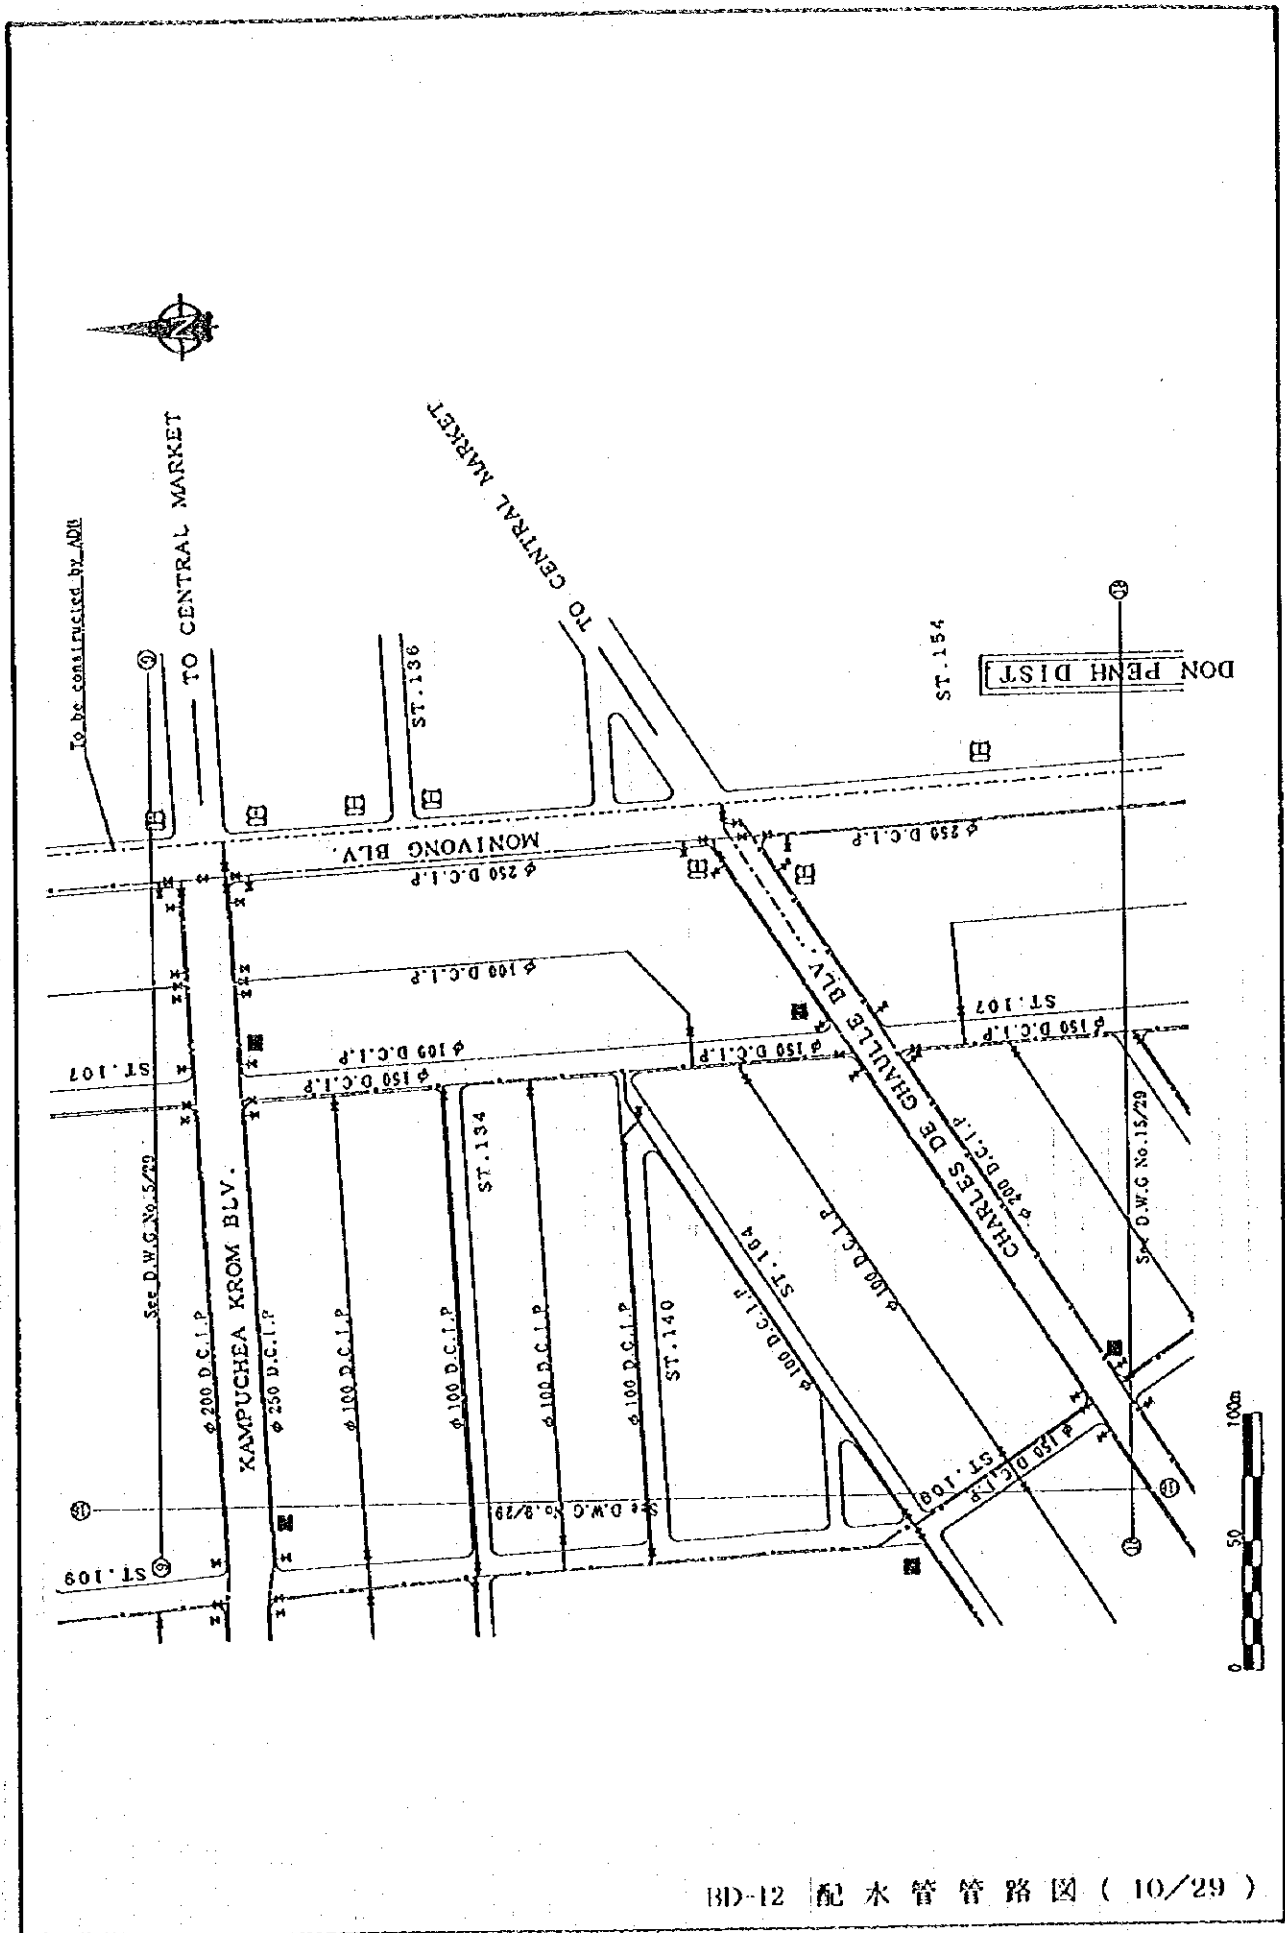 To be constructed by ADB
TO CENTRAL MARKET
TO CENTRAL MARKET
N
9
ST.136
ST.154
DON PENH DIST
H
H
H
H
H
H
H
MONIVONG BLV.
φ 250 D.C.I.P
φ 250 D.C.I.P
φ 100 D.C.I.P
φ 100 D.C.I.P
φ 150 D.C.I.P
φ 150 D.C.I.P
φ 150 D.C.I.P
ST.107
ST.107
ST.134
See D.W.G No.5/29
KAMPUCHEA KROM BLV.
φ 200 D.C.I.P
φ 250 D.C.I.P
φ 100 D.C.I.P
φ 100 D.C.I.P
φ 100 D.C.I.P
φ 100 D.C.I.P
ST.140
ST.164
φ 100 D.C.I.P
φ 100 D.C.I.P
CHARLES DE GHAULLE BLV
φ 200 D.C.I.P
See D.W.G No.15/29
See D.W.G No.9/29
ST.109
ST.109
φ 150 D.C.I.P
0 50 100m
BD-12 配水管管路図 ( 10/29 )